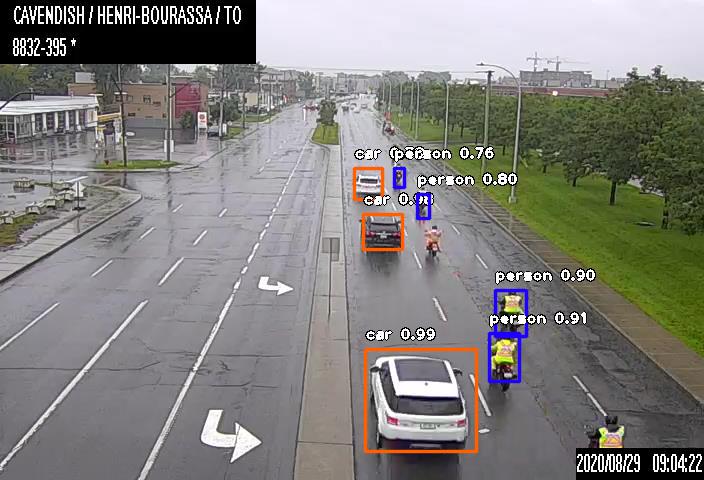 CAVENDISH / HENRI-BOURASSA / TO
8832-395 *
person 0.76
person 0.80
person 0.90
person 0.91
car 0.99
2020/08/29 09:04:22